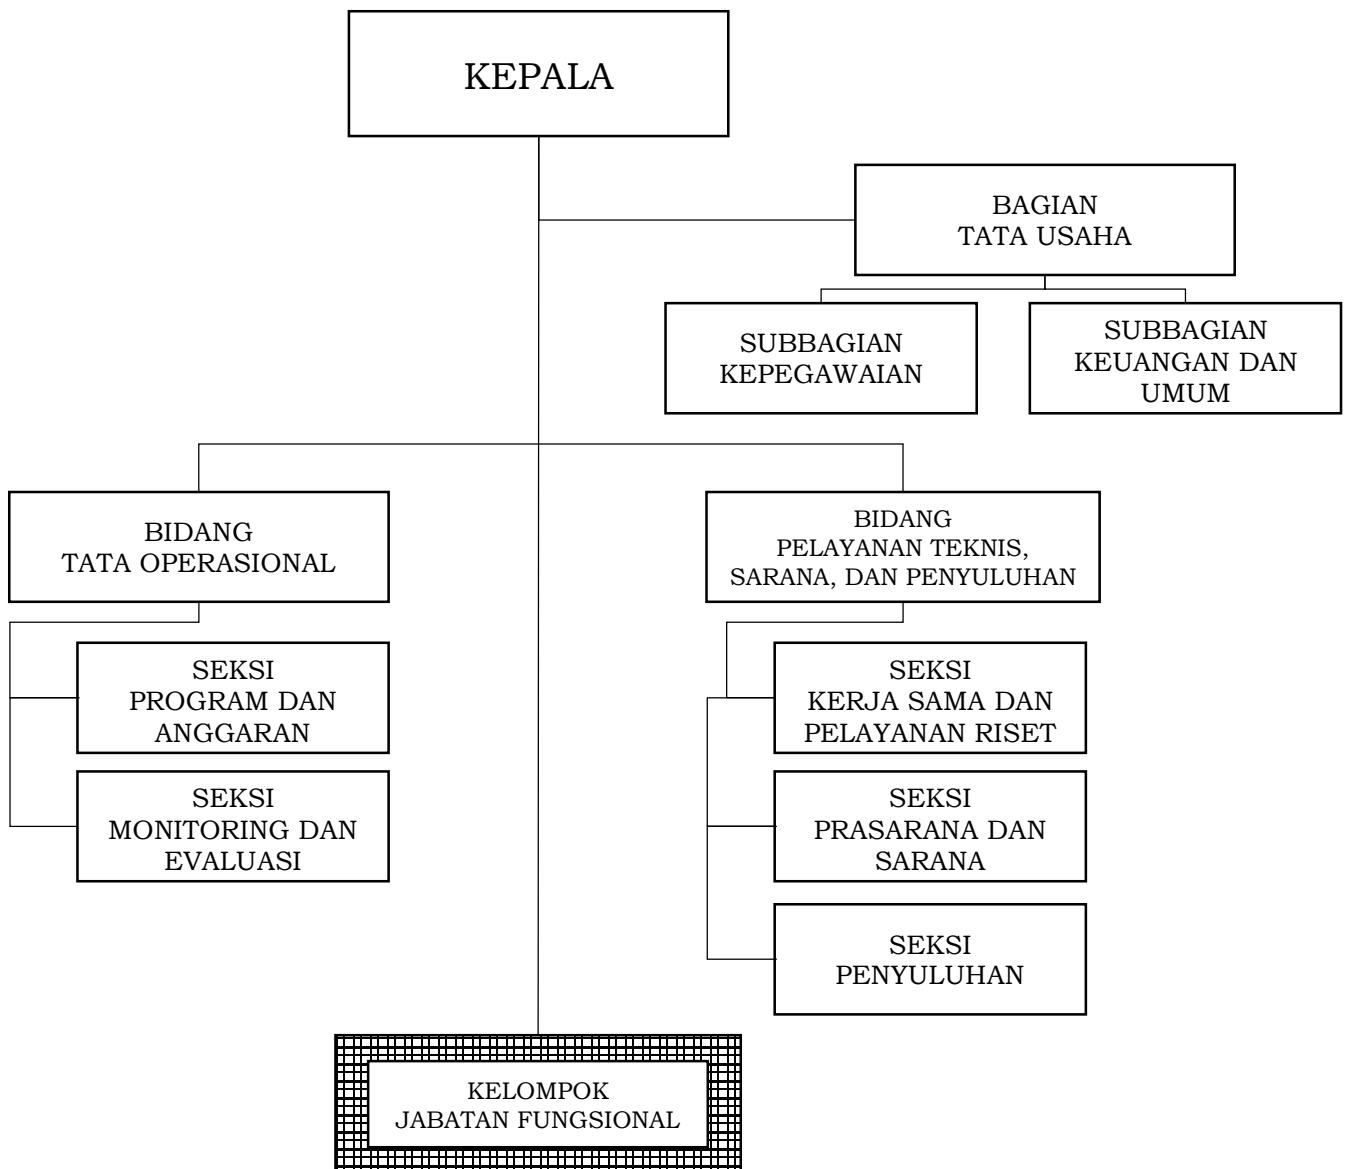 KEPALA
BAGIAN
TATA USAHA
SUBBAGIAN
KEPEGAWAIAN
SUBBAGIAN
KEUANGAN DAN
UMUM
BIDANG
TATA OPERASIONAL
BIDANG
PELAYANAN TEKNIS,
SARANA, DAN PENYULUHAN
SEKSI
PROGRAM DAN
ANGGARAN
SEKSI
KERJA SAMA DAN
PELAYANAN RISET
SEKSI
MONITORING DAN
EVALUASI
SEKSI
PRASARANA DAN
SARANA
SEKSI
PENYULUHAN
KELOMPOK
JABATAN FUNGSIONAL